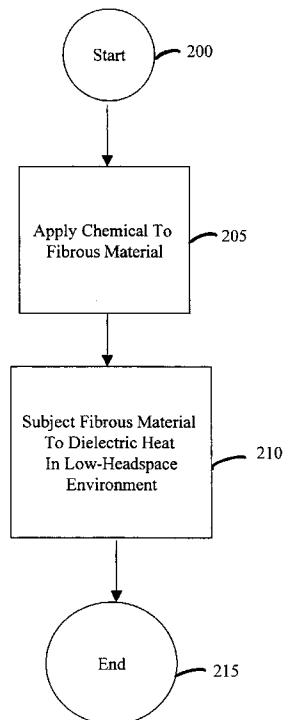 Start
200
Apply Chemical To
Fibrous Material
205
Subject Fibrous Material
To Dielectric Heat
In Low-Headspace
Environment
210
End
215